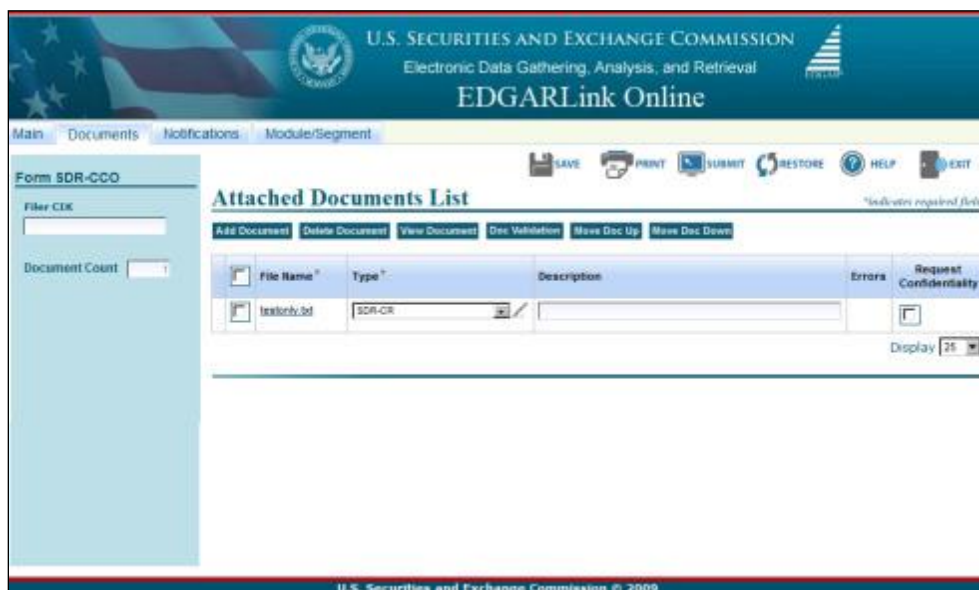 U.S. SECURITIES AND EXCHANGE COMMISSION
Electronic Data Gathering, Analysis, and Retrieval
EDGARLink Online
EDGAR
Main Documents Notifications Module/Segment
SAVE PRINT SUBMIT RESTORE HELP EXIT
Form SDR-CCO
Filer CIK
Document Count 1
Attached Documents List
*indicates required field
Add Document Delete Document View Document Doc Validation Move Doc Up Move Doc Down
File Name* Type* Description Errors Request Confidentiality
testonly.txt SDR-CR
Display 25
U.S. Securities and Exchange Commission © 2009